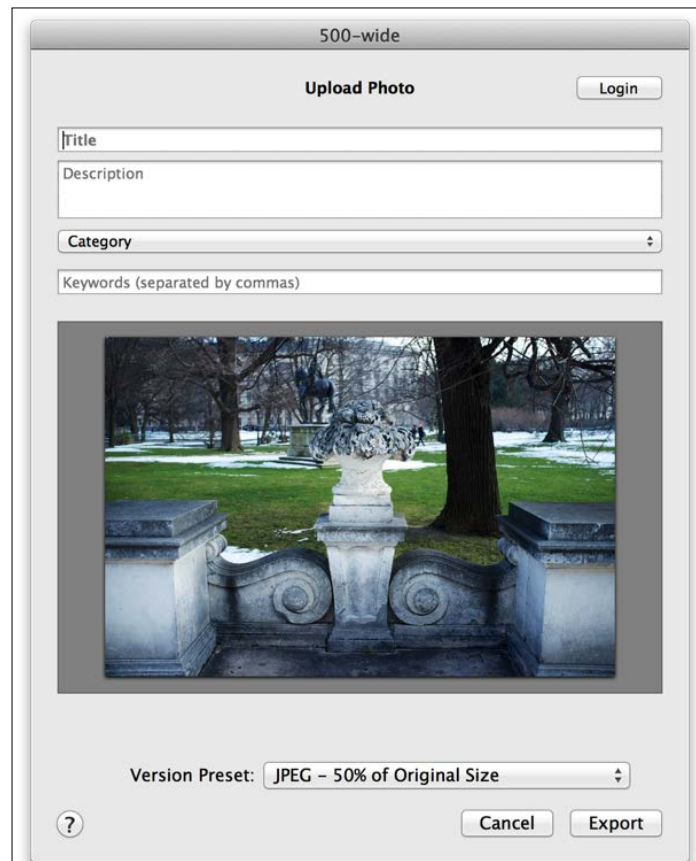 500-wide
Upload Photo
Login
Title
Description
Category
Keywords (separated by commas)
Version Preset: JPEG - 50% of Original Size
?
Cancel
Export